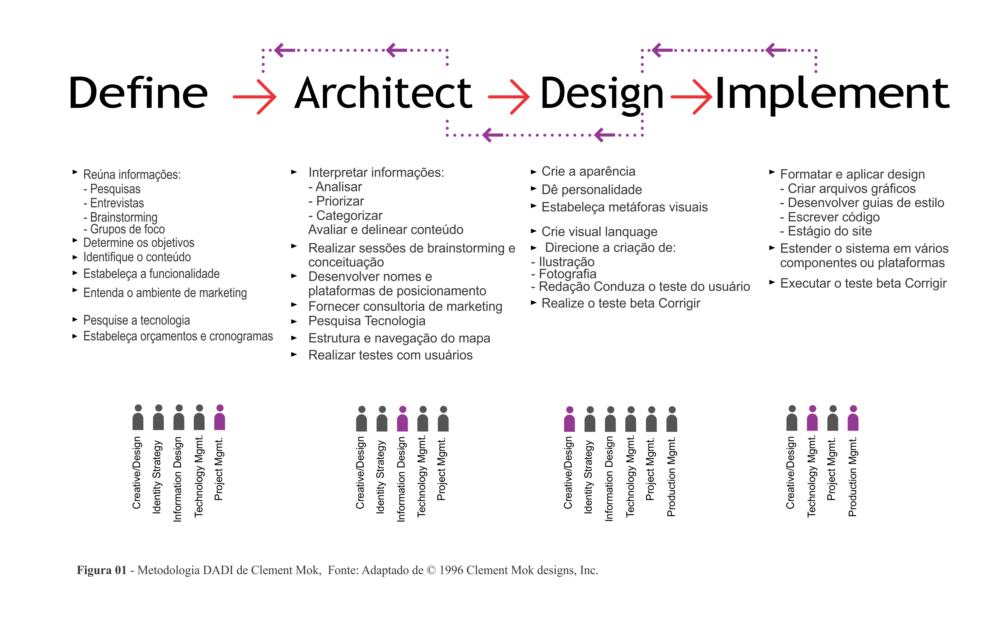 Define
Architect
Design
Implement
Reúna informações:
- Pesquisas
- Entrevistas
- Brainstorming
- Grupos de foco
Determine os objetivos
Identifique o conteúdo
Estabeleça a funcionalidade
Entenda o ambiente de marketing
Pesquise a tecnologia
Estabeleça orçamentos e cronogramas
Interpretar informações:
- Analisar
- Priorizar
- Categorizar
Avaliar e delinear conteúdo
Realizar sessões de brainstorming e
conceituação
Desenvolver nomes e
plataformas de posicionamento
Fornecer consultoria de marketing
Pesquisa Tecnologia
Estrutura e navegação do mapa
Realizar testes com usuários
Crie a aparência
Dê personalidade
Estabeleça metáforas visuais
Crie visual lanquage
Direcione a criação de:
- Ilustração
- Fotografia
- Redação Conduza o teste do usuário
Realize o teste beta Corrigir
Formatar e aplicar design
- Criar arquivos gráficos
- Desenvolver guias de estilo
- Escrever código
- Estágio do site
Estender o sistema em vários
componentes ou plataformas
Executar o teste beta Corrigir
Creative/Design
Identity Strategy
Information Design
Technology Mgmt.
Project Mgmt.
Creative/Design
Identity Strategy
Information Design
Technology Mgmt.
Project Mgmt.
Creative/Design
Identity Strategy
Information Design
Technology Mgmt.
Project Mgmt.
Production Mgmt.
Creative/Design
Technology Mgmt.
Project Mgmt.
Production Mgmt.
Figura 01 - Metodologia DADI de Clement Mok,  Fonte: Adaptado de © 1996 Clement Mok designs, Inc.